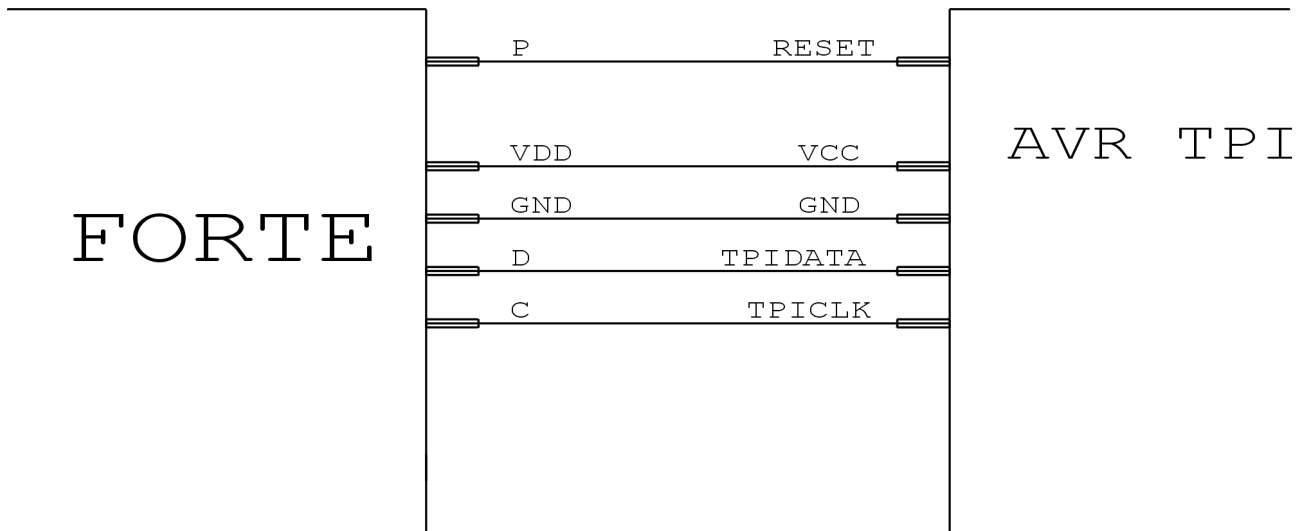 P RESET
AVR TPI
VDD VCC
GND GND
FORTE
D TPIDATA
C TPICLK